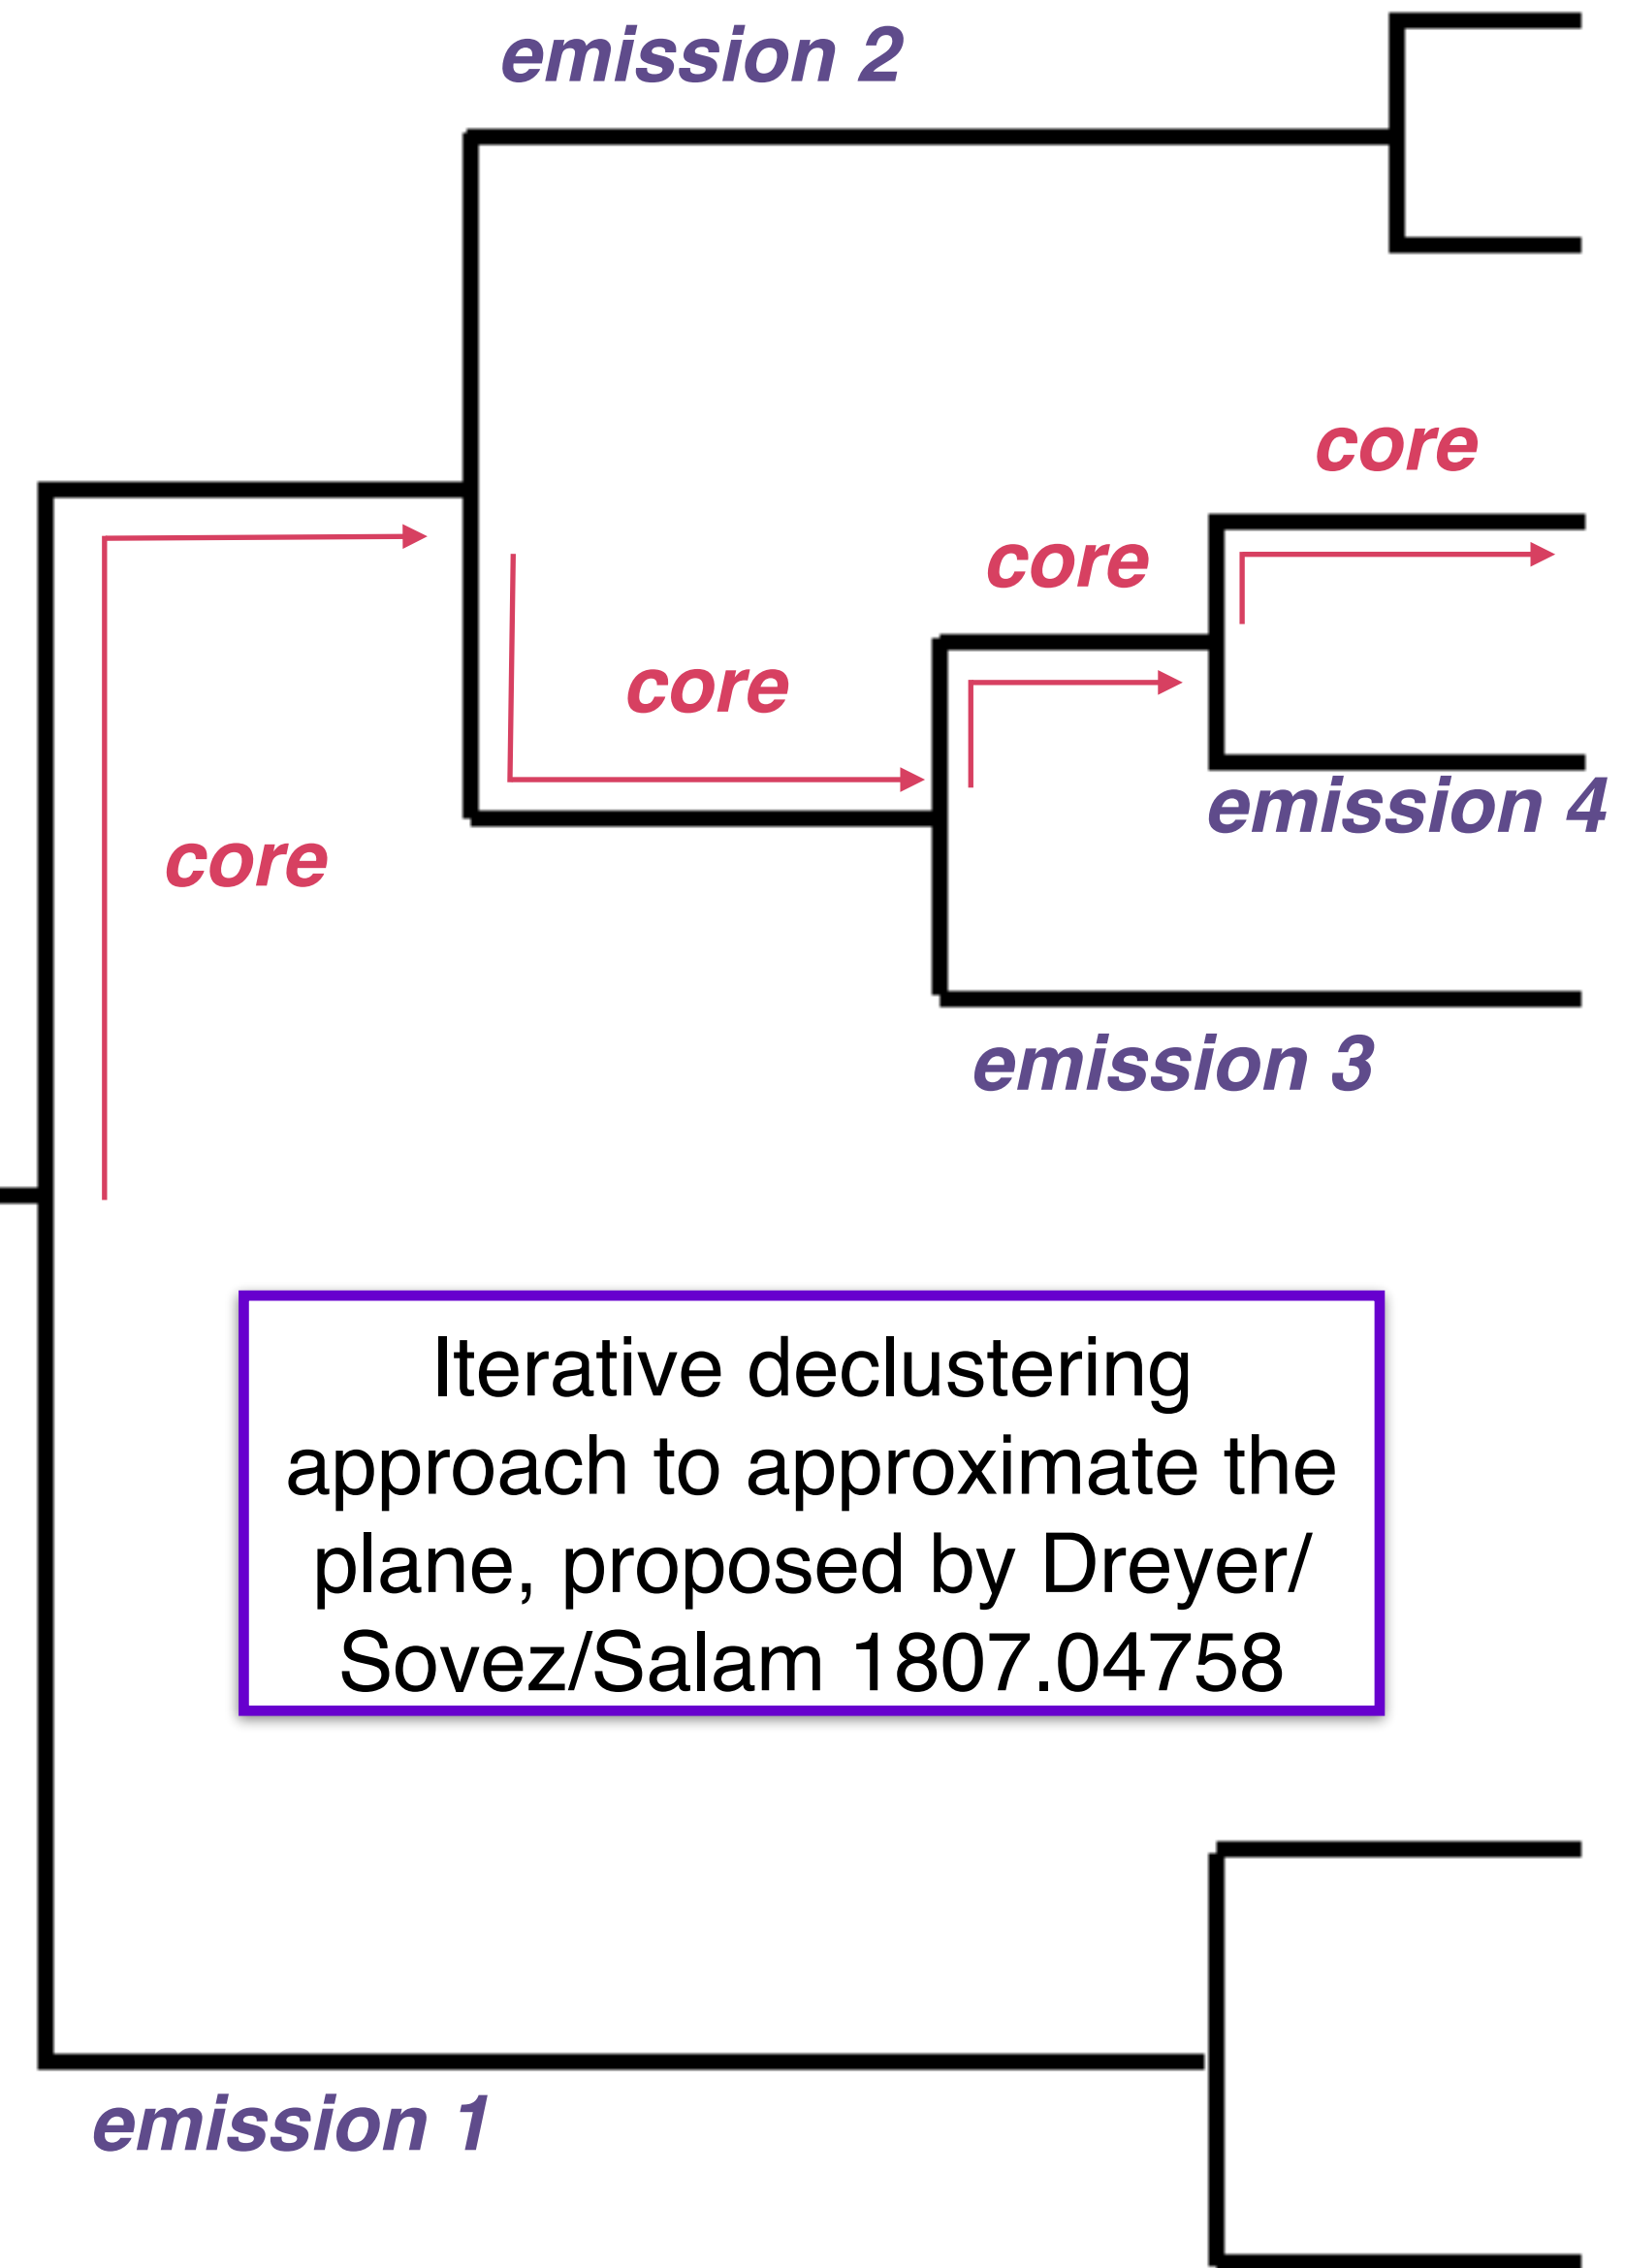 emission 2
core
core
core
emission 4
core
emission 3
Iterative declustering
approach to approximate the
plane, proposed by Dreyer/
Sovez/Salam 1807.04758
emission 1